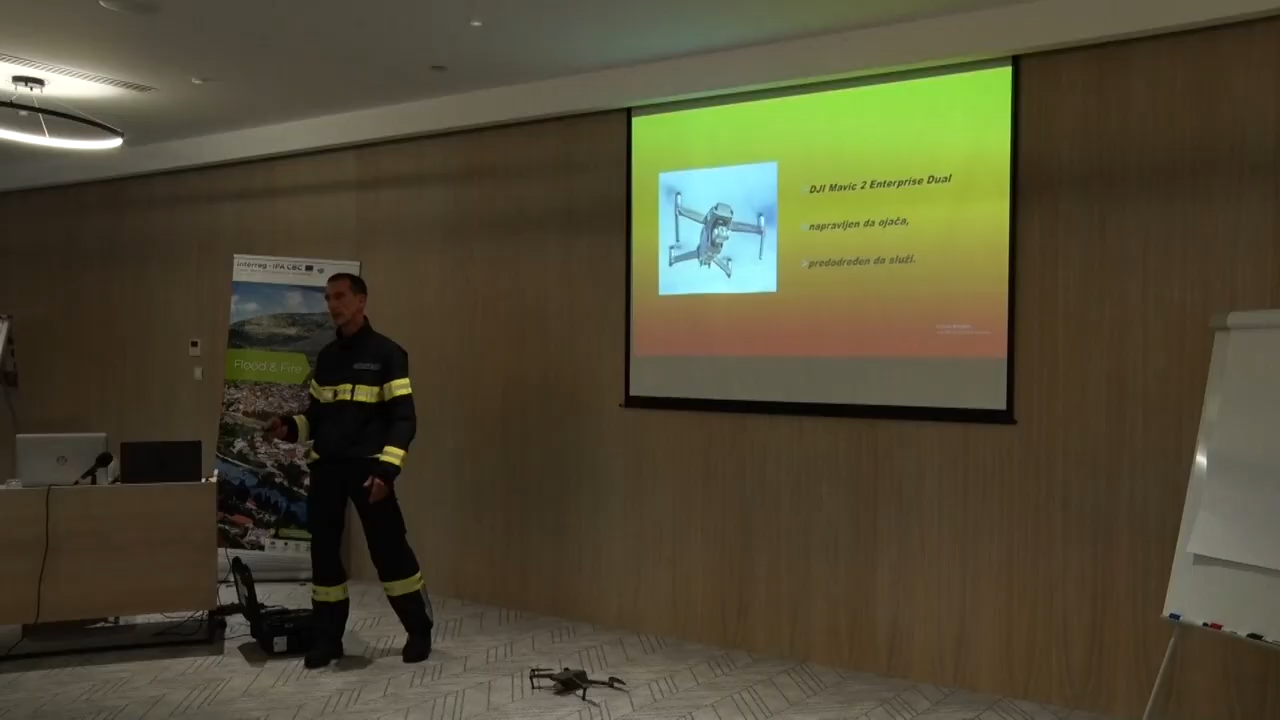 DJI Mavic 2 Enterprise Dual
napravljen da ojača,
predodređen da služi.
Interreg - IPA CBC
Flood & Fire